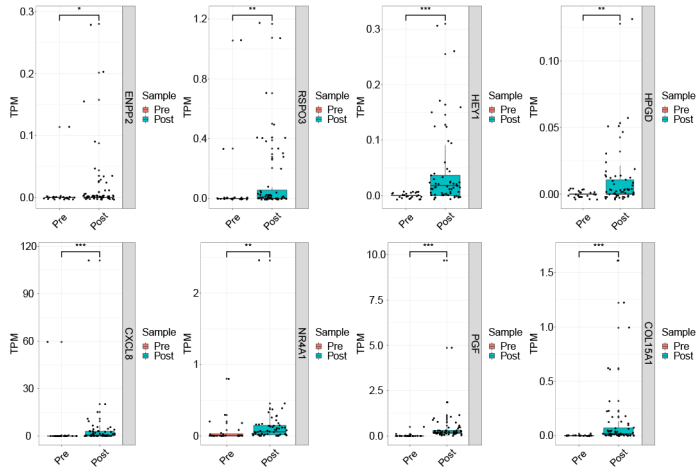 *
TPM
0.3
0.2
0.1
0.0
Pre
Post
ENPP2
Sample
Pre
Post
**
TPM
1.2
0.8
0.4
0.0
Pre
Post
RSPO3
Sample
Pre
Post
***
TPM
0.3
0.2
0.1
0.0
Pre
Post
HEY1
Sample
Pre
Post
**
TPM
0.10
0.05
0.00
Pre
Post
HPGD
Sample
Pre
Post
***
TPM
120
90
60
30
0
Pre
Post
CXCL8
Sample
Pre
Post
**
TPM
2
1
0
Pre
Post
NR4A1
Sample
Pre
Post
***
TPM
10.0
7.5
5.0
2.5
0.0
Pre
Post
PGF
Sample
Pre
Post
***
TPM
1.5
1.0
0.5
0.0
Pre
Post
COL15A1
Sample
Pre
Post